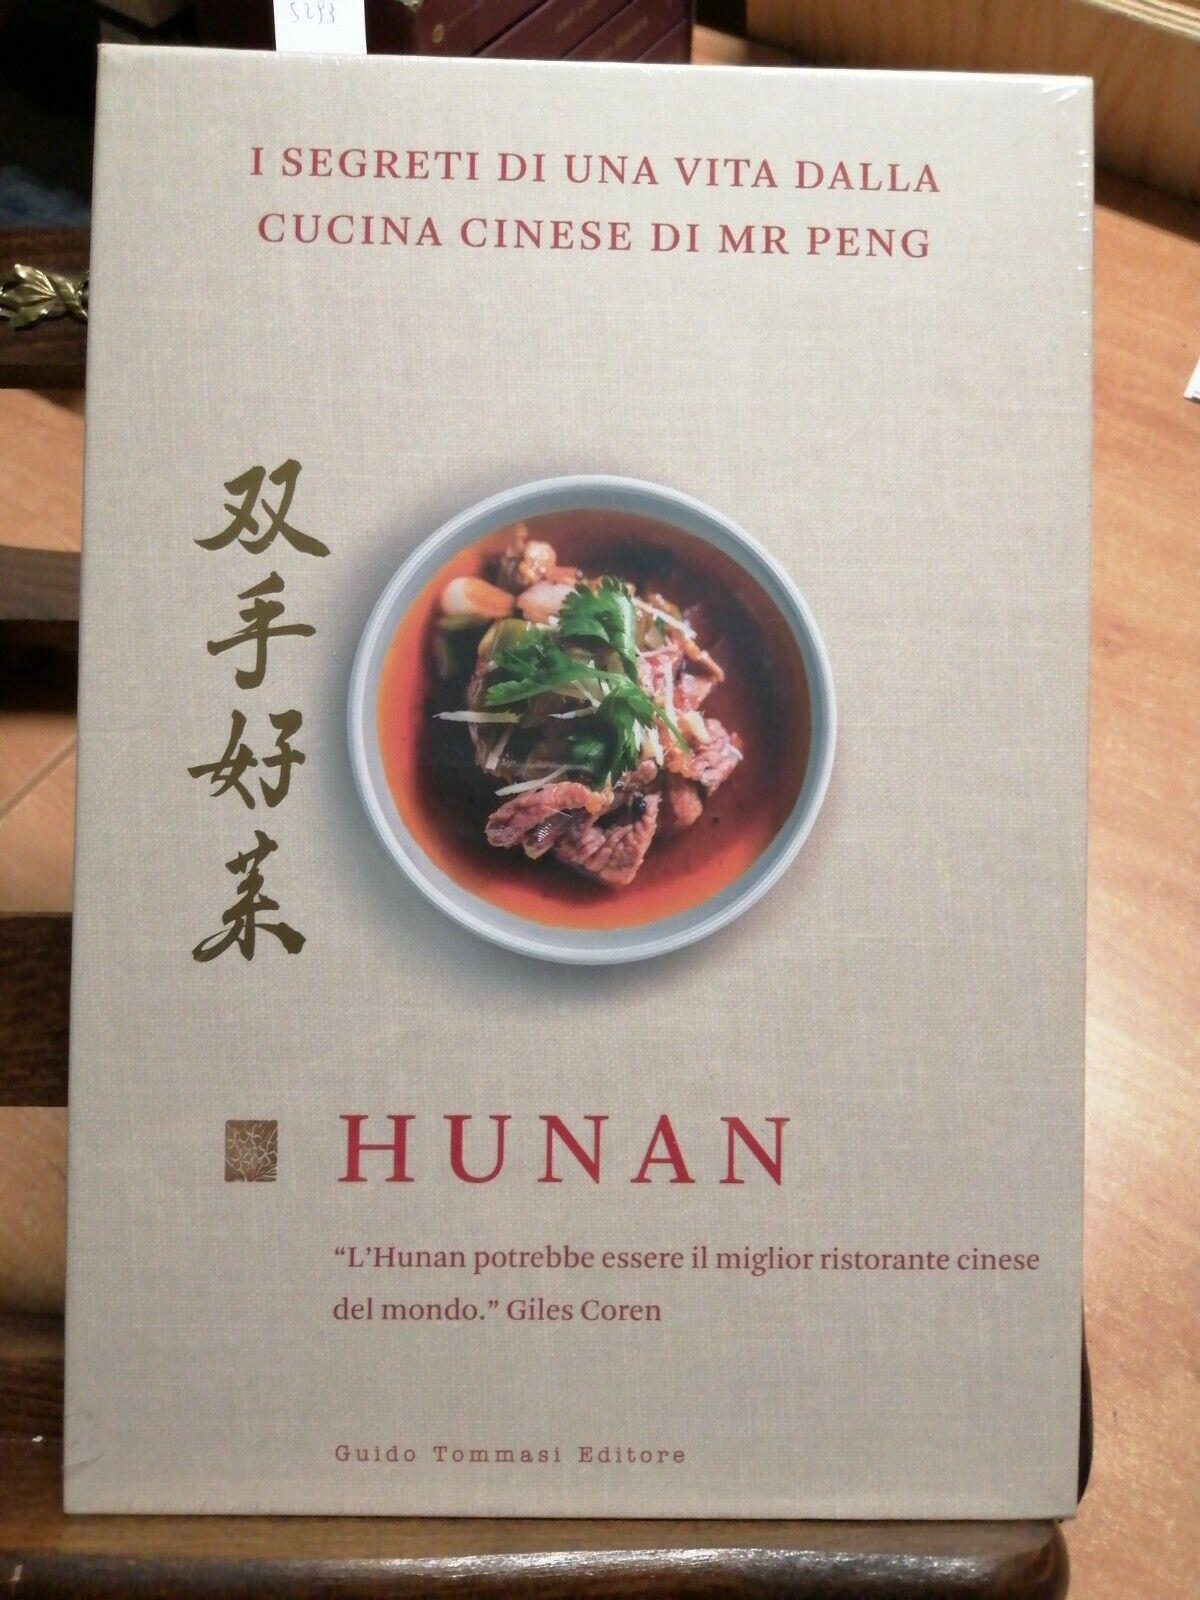 5293
I SEGRETI DI UNA VITA DALLA
CUCINA CINESE DI MR PENG
双手好菜
HUNAN
“L’Hunan potrebbe essere il miglior ristorante cinese
del mondo.” Giles Coren
Guido Tommasi Editore